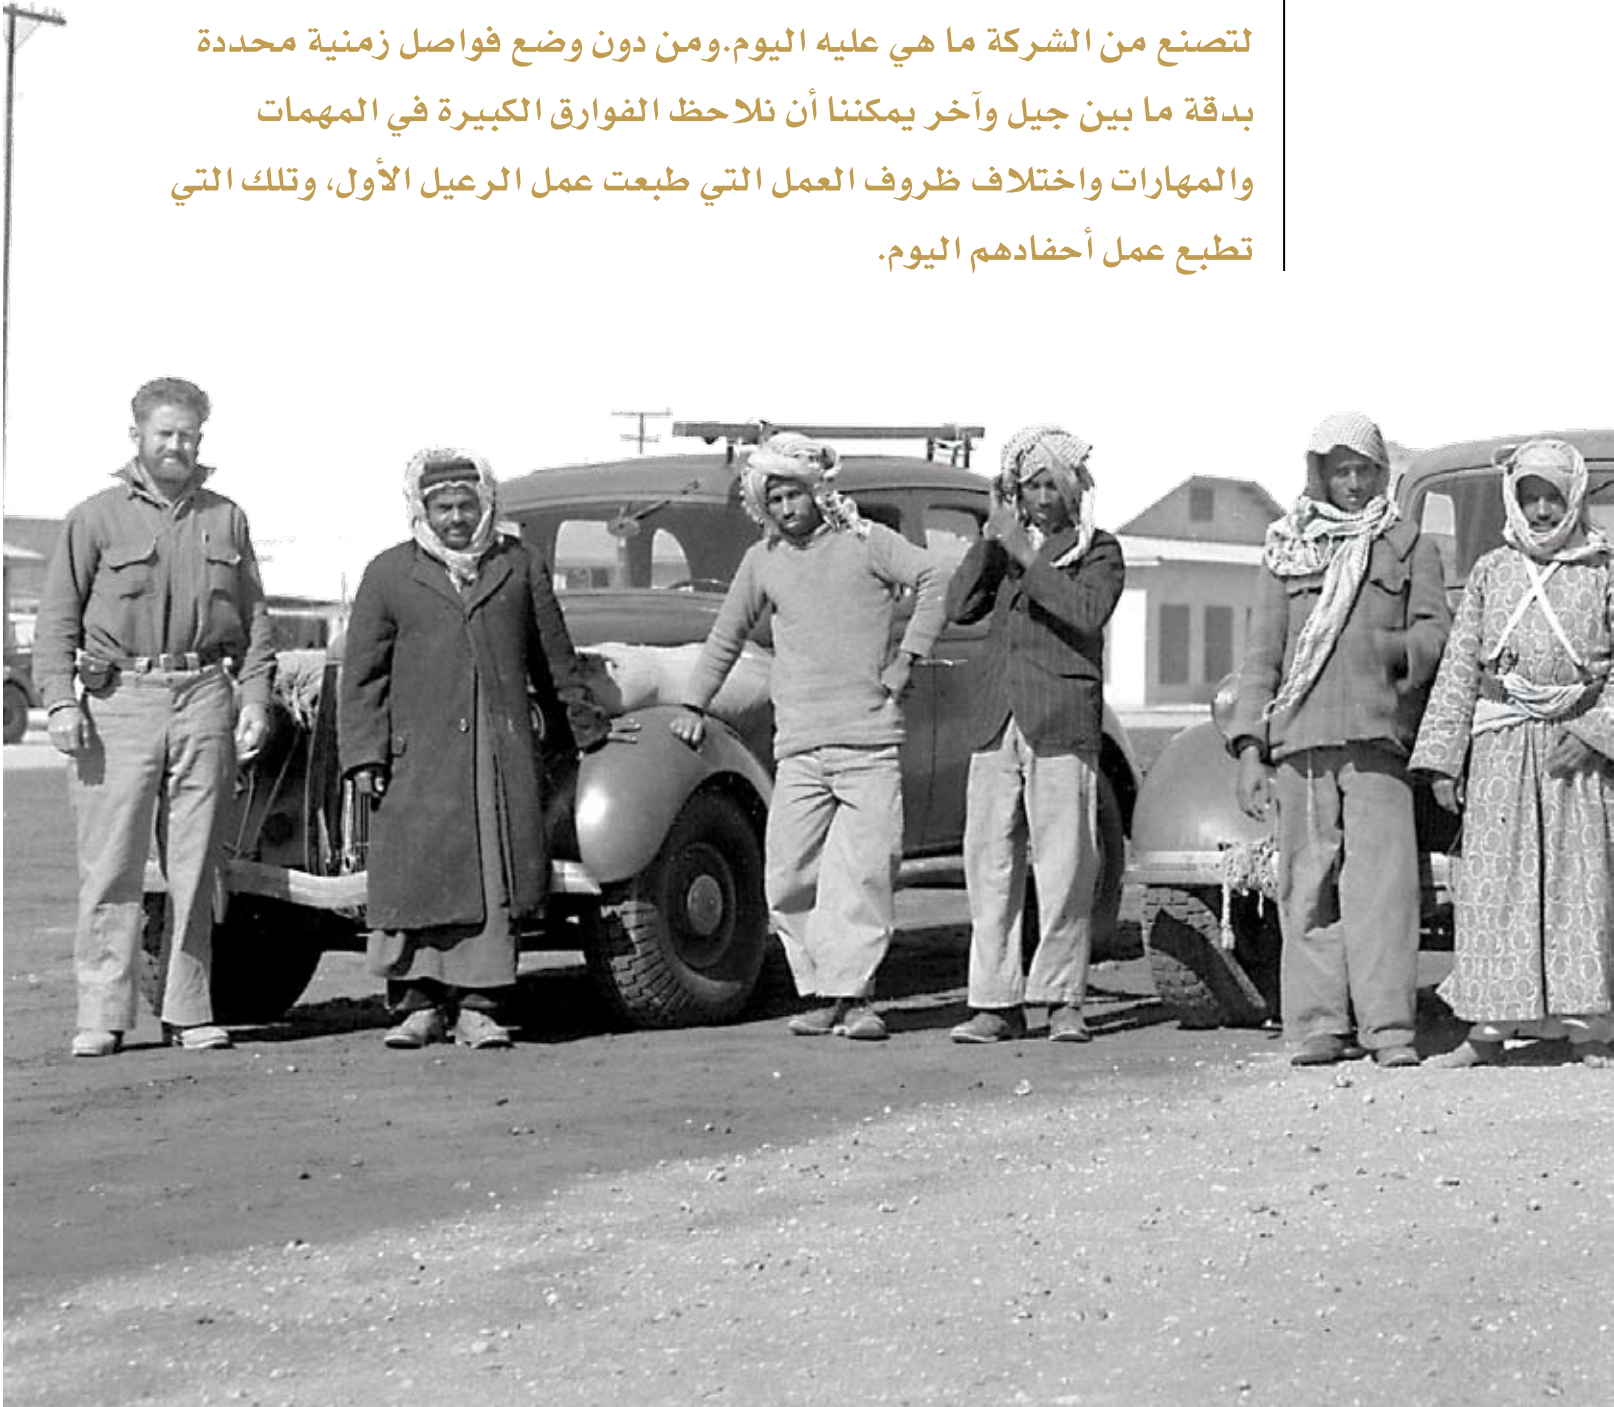 لتصنع من الشركة ما هي عليه اليوم.ومن دون وضع فواصل زمنية محددة
بدقة ما بين جيل وآخر يمكننا أن نلاحظ الفوارق الكبيرة في المهمات
والمهارات واختلاف ظروف العمل التي طبعت عمل الرعيل الأول، وتلك التي
تطبع عمل أحفادهم اليوم.